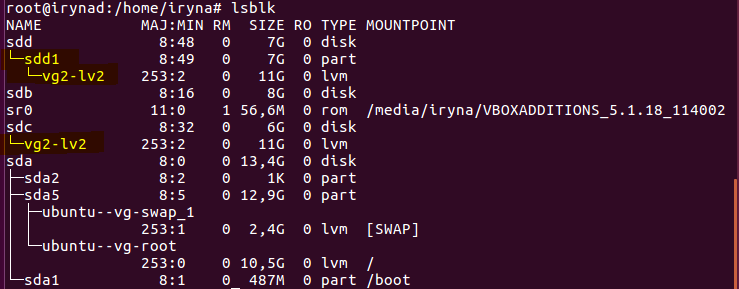 root@irynad:/home/iryna# lsblk
NAME MAJ:MIN RM SIZE RO TYPE MOUNTPOINT
sdd 8:48 0 7G 0 disk
└─sdd1 8:49 0 7G 0 part
└─vg2-lv2 253:2 0 11G 0 lvm
sdb 8:16 0 8G 0 disk
sr0 11:0 1 56,6M 0 rom /media/iryna/VBOXADDITIONS_5.1.18_114002
sdc 8:32 0 6G 0 disk
└─vg2-lv2 253:2 0 11G 0 lvm
sda 8:0 0 13,4G 0 disk
├─sda2 8:2 0 1K 0 part
├─sda5 8:5 0 12,9G 0 part
│ ├─ubuntu--vg-swap_1
│ │ 253:1 0 2,4G 0 lvm [SWAP]
│ └─ubuntu--vg-root
│ 253:0 0 10,5G 0 lvm /
└─sda1 8:1 0 487M 0 part /boot